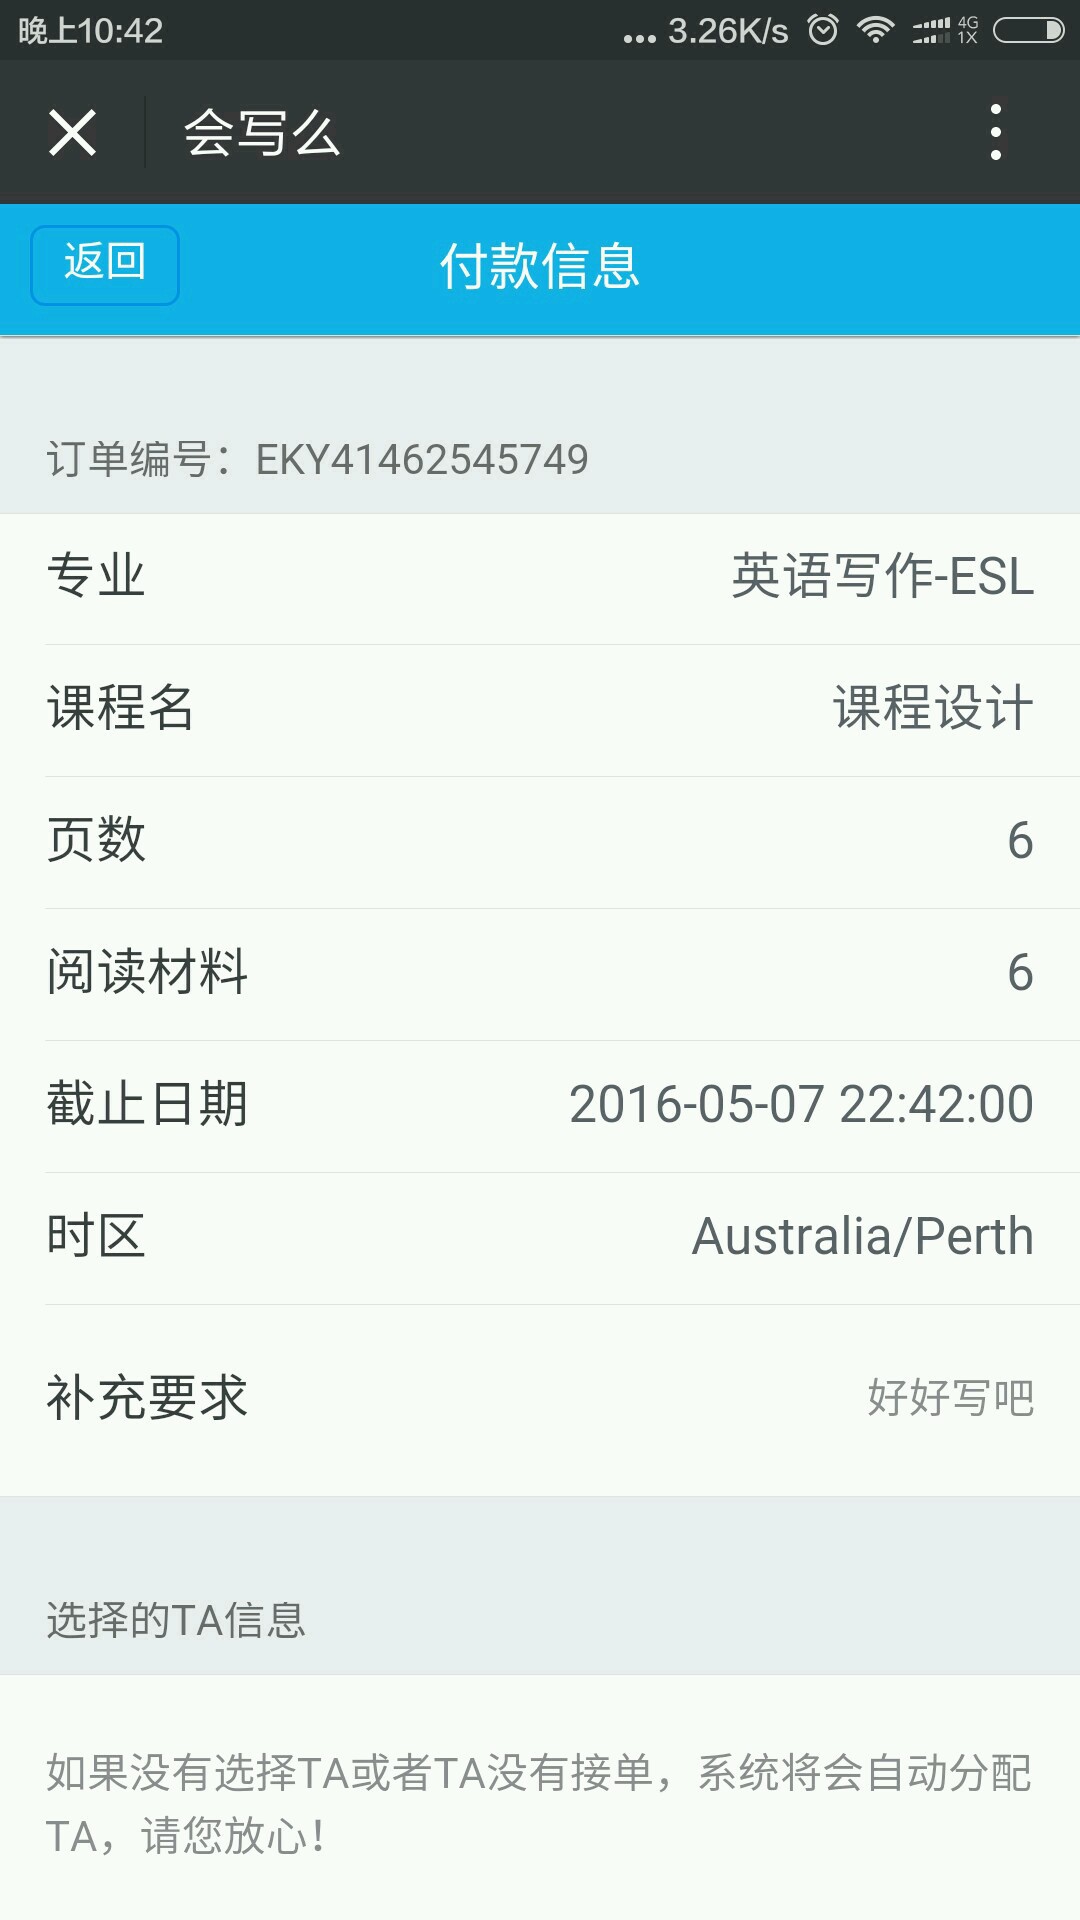 晚上10:42
... 3.26K/s 4G 1X
会写么
返回 付款信息
订单编号：EKY41462545749
专业 英语写作-ESL
课程名 课程设计
页数 6
阅读材料 6
截止日期 2016-05-07 22:42:00
时区 Australia/Perth
补充要求 好好写吧
选择的TA信息
如果没有选择TA或者TA没有接单，系统将会自动分配
TA，请您放心！